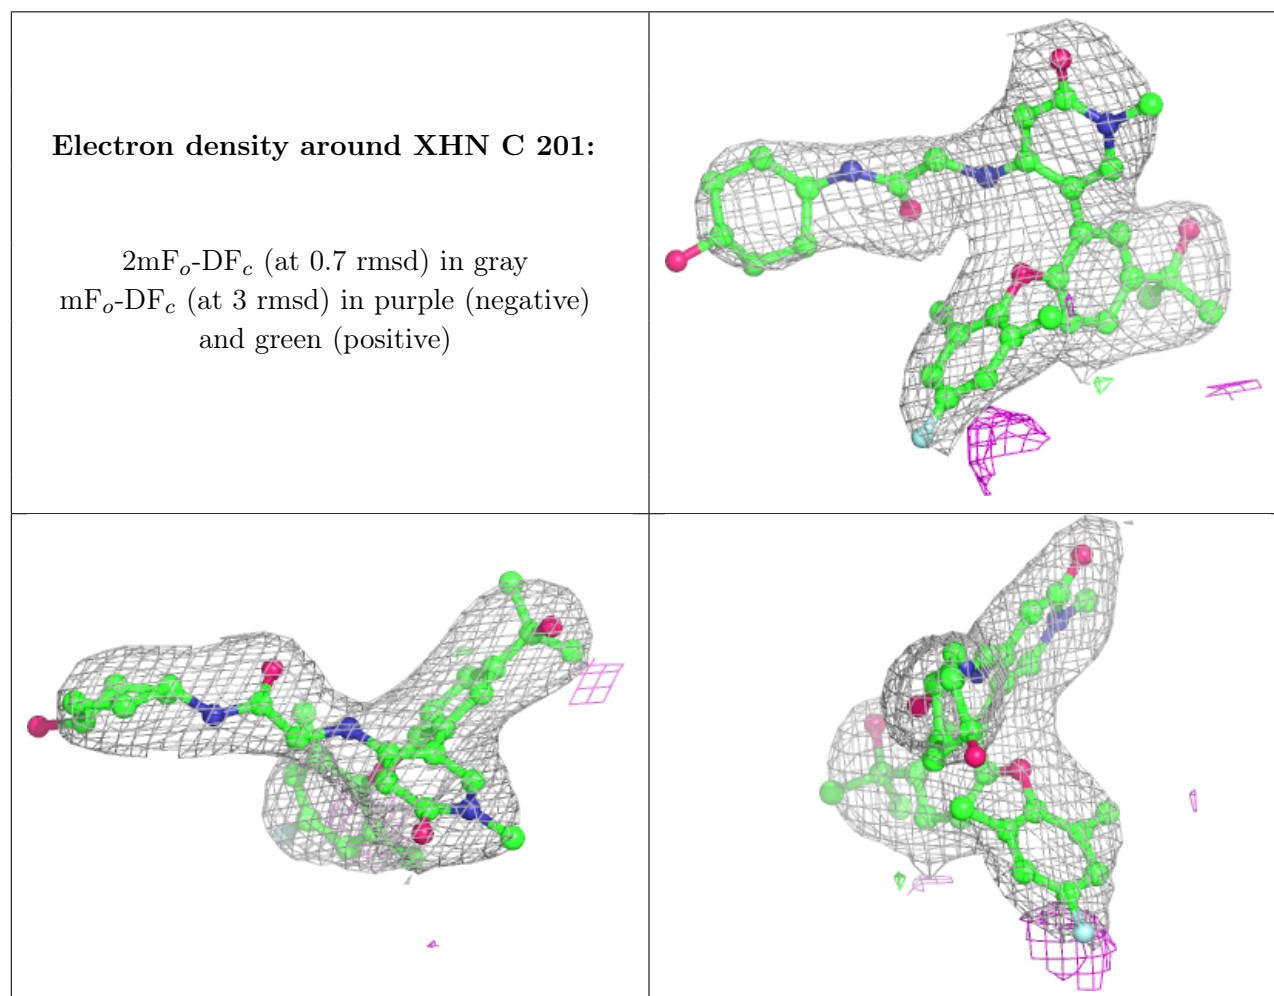 Electron density around XHN C 201:
2mFo-DFc (at 0.7 rmsd) in gray
mFo-DFc (at 3 rmsd) in purple (negative)
and green (positive)